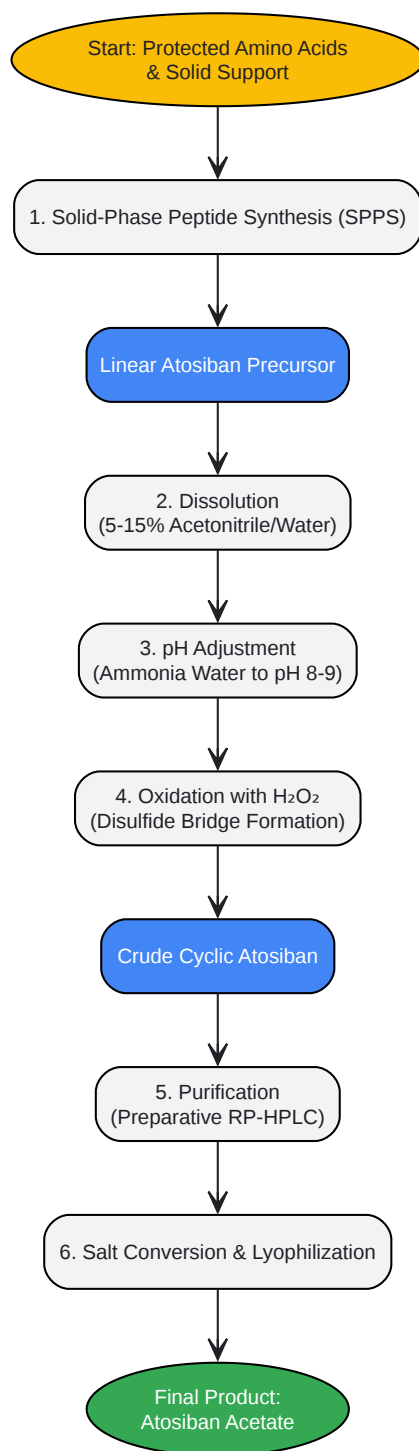 Start: Protected Amino Acids
& Solid Support
1. Solid-Phase Peptide Synthesis (SPPS)
Linear Atosiban Precursor
2. Dissolution
(5-15% Acetonitrile/Water)
3. pH Adjustment
(Ammonia Water to pH 8-9)
4. Oxidation with H₂O₂
(Disulfide Bridge Formation)
Crude Cyclic Atosiban
5. Purification
(Preparative RP-HPLC)
6. Salt Conversion & Lyophilization
Final Product:
Atosiban Acetate